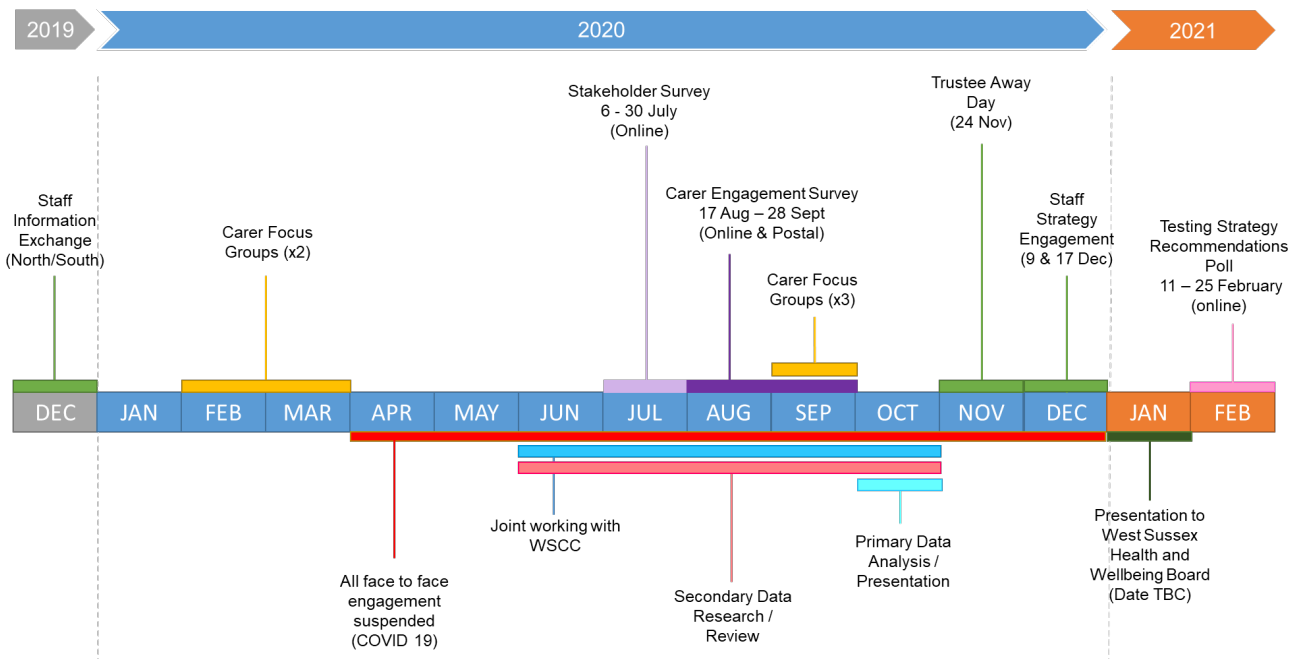 2019
2020
2021
Stakeholder Survey
6 - 30 July
(Online)
Trustee Away
Day
(24 Nov)
Staff
Information
Exchange
(North/South)
Carer Focus
Groups (x2)
Carer Engagement Survey
17 Aug – 28 Sept
(Online & Postal)
Carer Focus
Groups (x3)
Staff
Strategy
Engagement
(9 & 17 Dec)
Testing Strategy
Recommendations
Poll
11 – 25 February
(online)
DEC
JAN
FEB
MAR
APR
MAY
JUN
JUL
AUG
SEP
OCT
NOV
DEC
JAN
FEB
All face to face
engagement
suspended
(COVID 19)
Joint working with
WSCC
Secondary Data
Research /
Review
Primary Data
Analysis /
Presentation
Presentation to
West Sussex
Health and
Wellbeing Board
(Date TBC)